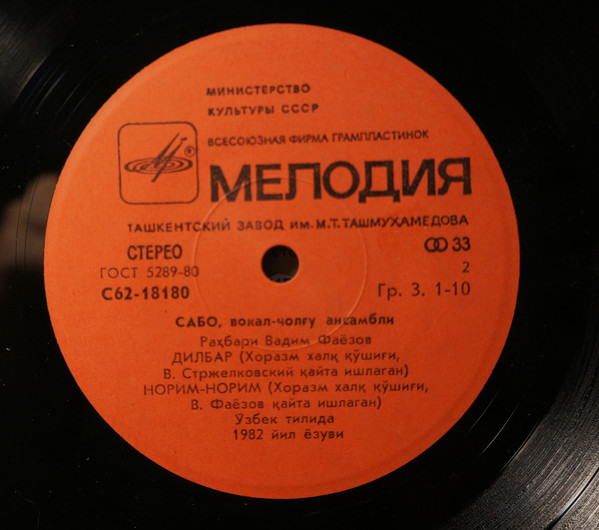 МИНИСТЕРСТВО
КУЛЬТУРЫ СССР
ВСЕСОЮЗНАЯ ФИРМА ГРАМПЛАСТИНОК
МЕЛОДИЯ
ТАШКЕНТСКИЙ ЗАВОД ИМ. М.Т. ТАШМУХАМЕДОВА
СТЕРЕО 33
ГОСТ 5289-80 2
С62-18180 Гр. 3. 1-10
САБО, вокал-чолғу ансамбли
Раҳбари Вадим Фаёзов
ДИЛБАР (Хоразм халқ қўшиғи,
В. Стржелковский қайта ишлаган)
НОРИМ-НОРИМ (Хоразм халқ қўшиғи,
В. Фаёзов қайта ишлаган)
Ўзбек тилида
1982 йил ёзуви